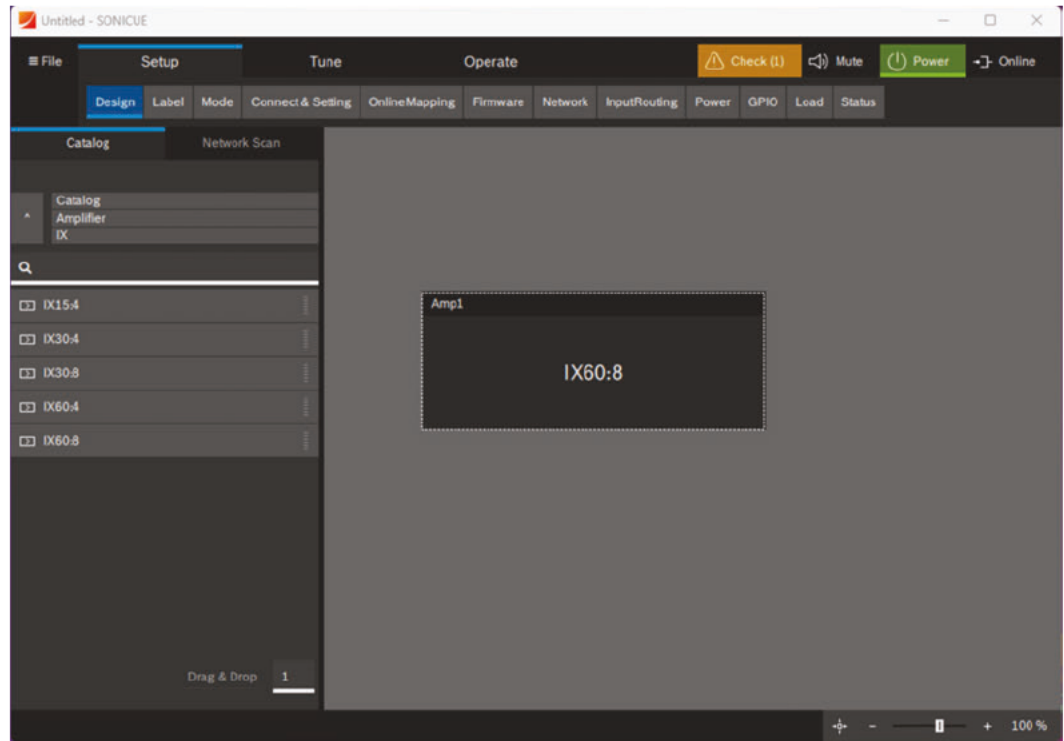 Untitled - SONICUE
File Setup Tune Operate Check (1) Mute Power Online
Design Label Mode Connect & Setting OnlineMapping Firmware Network InputRouting Power GPIO Load Status
Catalog Network Scan
Catalog
Amplifier
IX
IX15:4
IX30:4
IX30:8
IX60:4
IX60:8
Amp1
IX60:8
Drag & Drop 1
- + 100 %